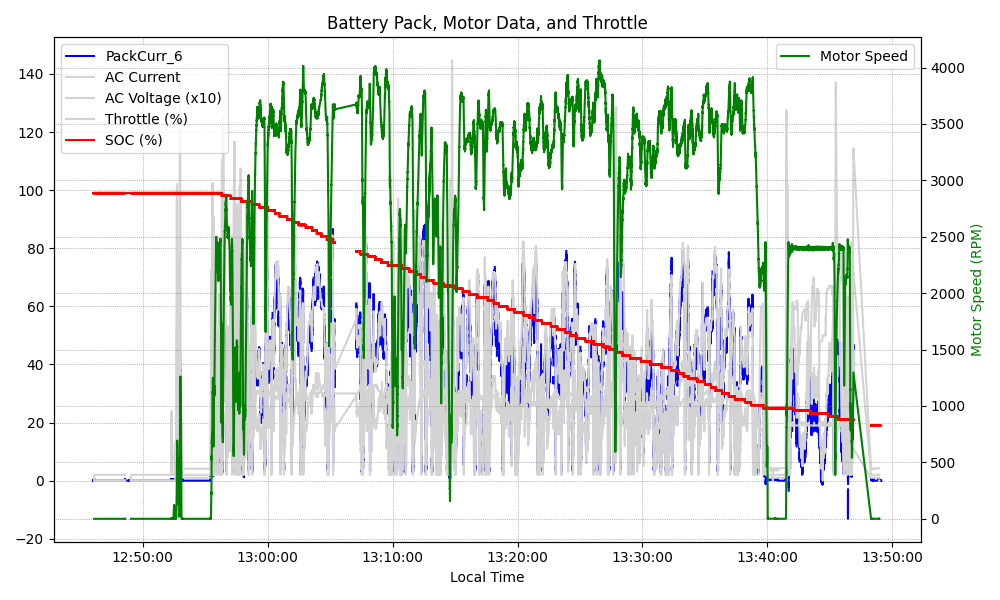 Battery Pack, Motor Data, and Throttle
PackCurr_6
AC Current
AC Voltage (x10)
Throttle (%)
SOC (%)
Motor Speed
140
120
100
80
60
40
20
0
−20
4000
3500
3000
2500
2000
1500
1000
500
0
Motor Speed (RPM)
12:50:00
13:00:00
13:10:00
13:20:00
13:30:00
13:40:00
13:50:00
Local Time